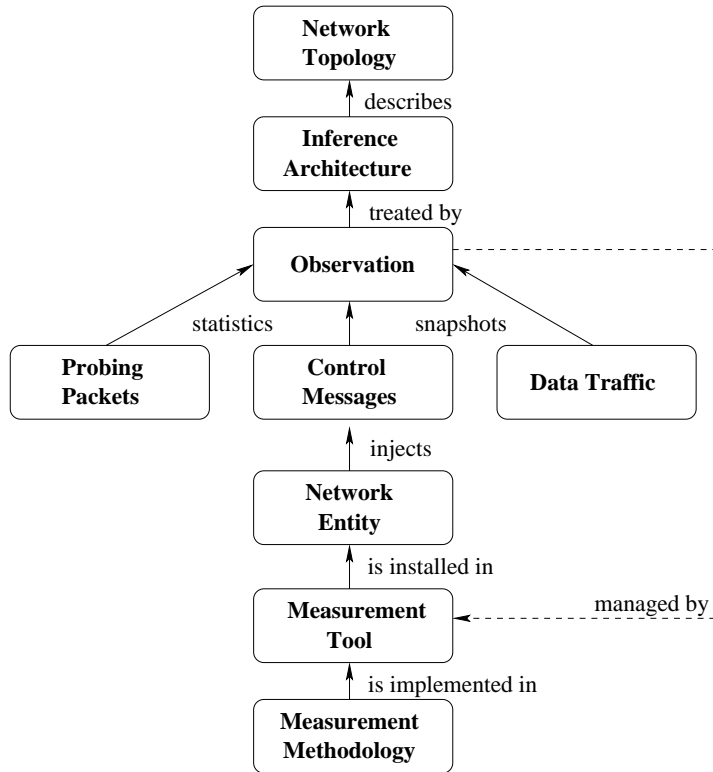 Network
Topology
describes
Inference
Architecture
treated by
Observation
statistics
snapshots
Probing
Packets
Control
Messages
Data Traffic
injects
Network
Entity
is installed in
Measurement
Tool
managed by
is implemented in
Measurement
Methodology